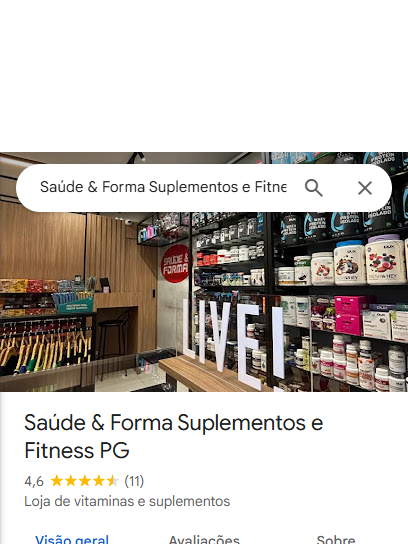 Saúde & Forma Suplementos e Fitne
SAÚDE &
FORMA
LIVE!
Saúde & Forma Suplementos e
Fitness PG
4,6 (11)
Loja de vitaminas e suplementos
Visão geral Avaliações Sobre